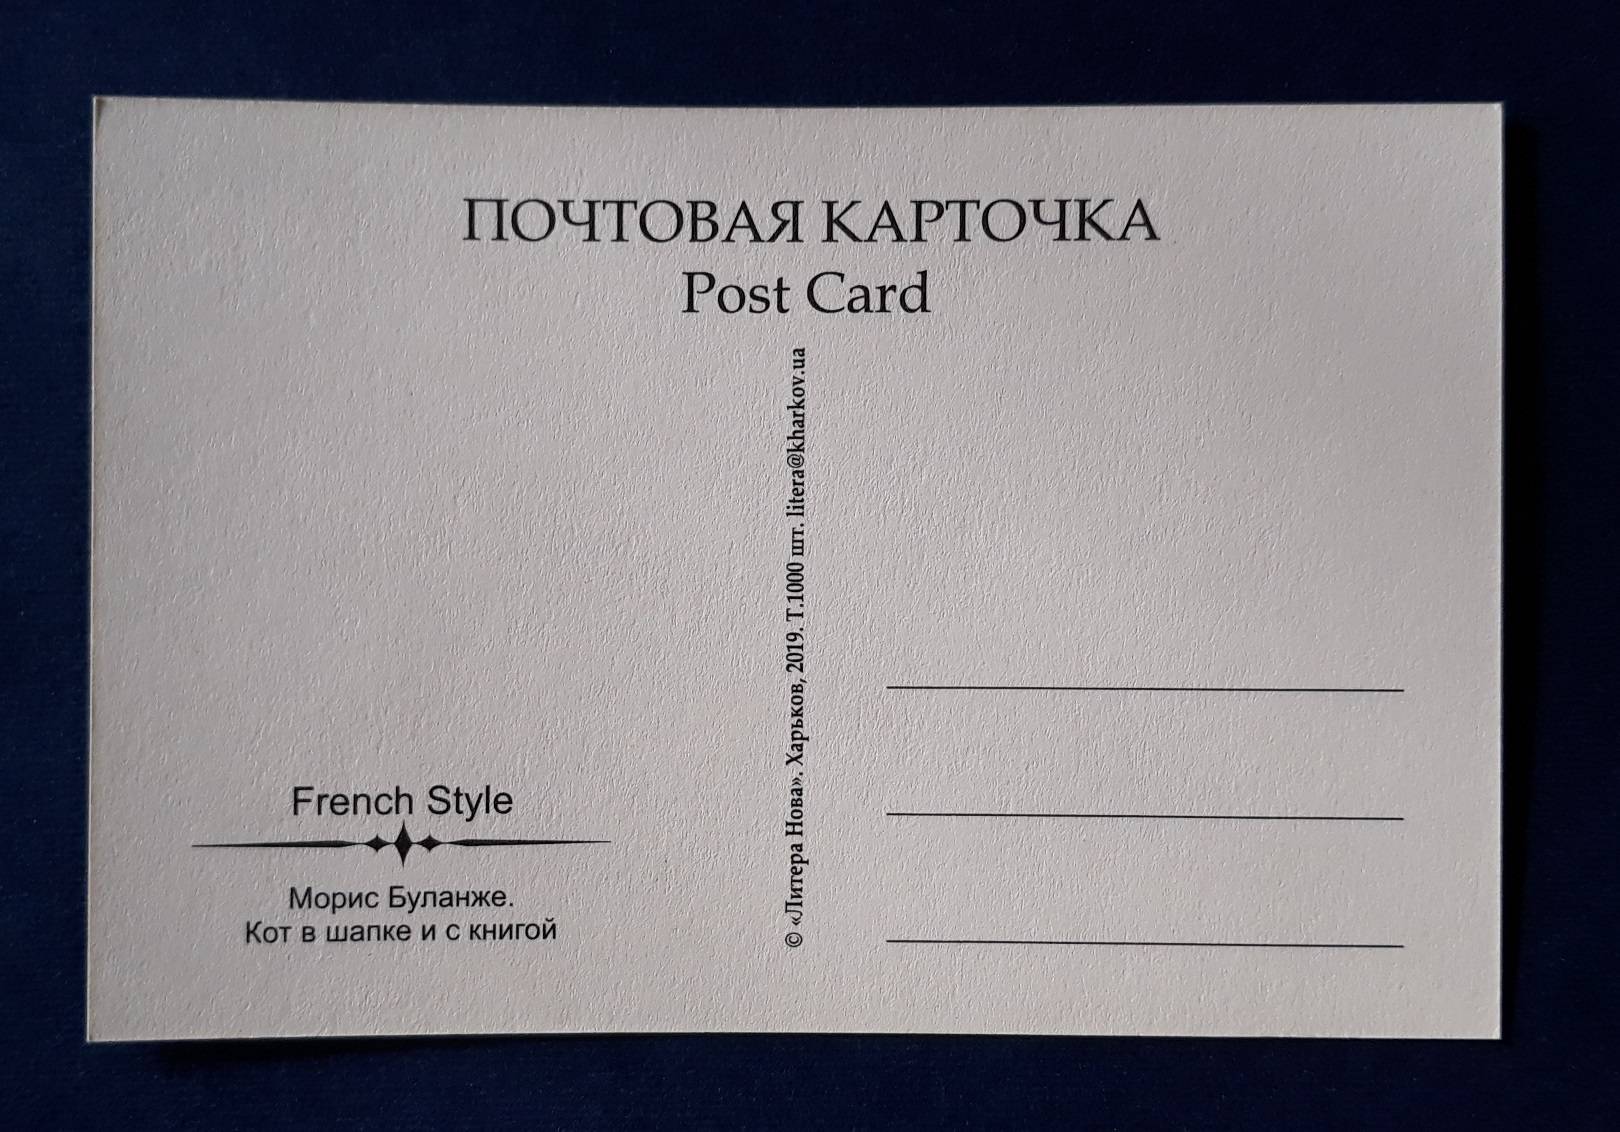 ПОЧТОВАЯ КАРТОЧКА
Post Card
© «Литера Нова». Харьков, 2019. Т.1000 шт. litera@kharkov.ua
French Style
Морис Буланже.
Кот в шапке и с книгой